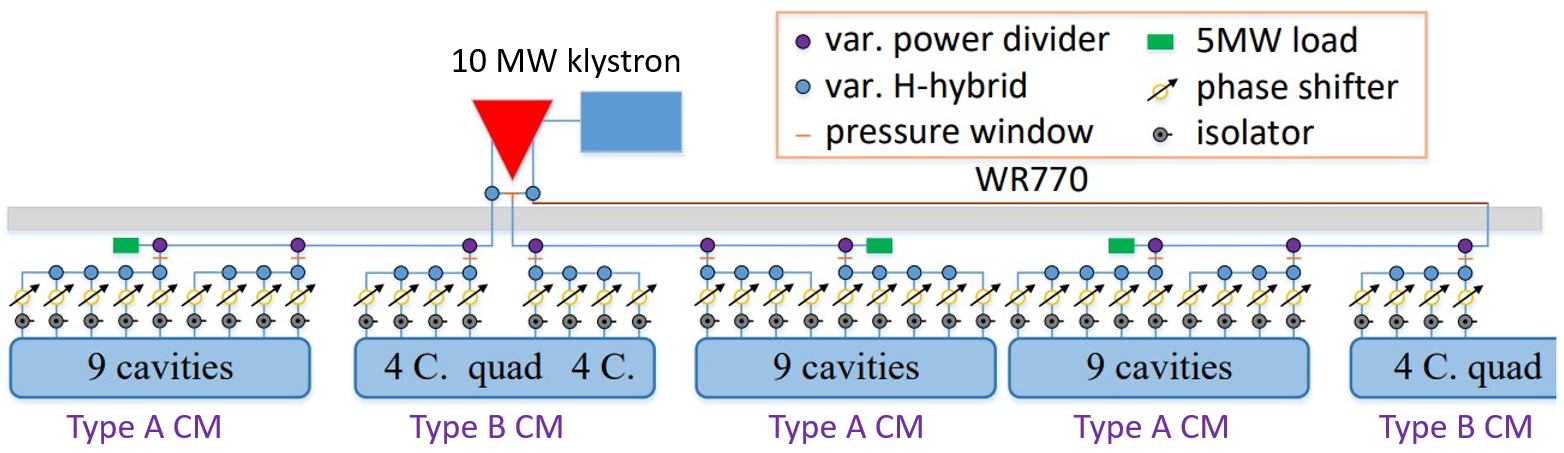 10 MW klystron
var. power divider
5MW load
var. H-hybrid
phase shifter
pressure window
isolator
WR770
9 cavities
4 C. quad 4 C.
9 cavities
9 cavities
4 C. quad
Type A CM
Type B CM
Type A CM
Type A CM
Type B CM